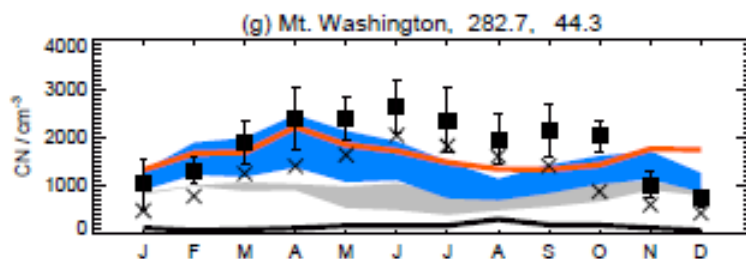 (g) Mt. Washington, 282.7, 44.3
4000
3000
2000
1000
0
CN / cm⁻³
J F M A M J J A S O N D